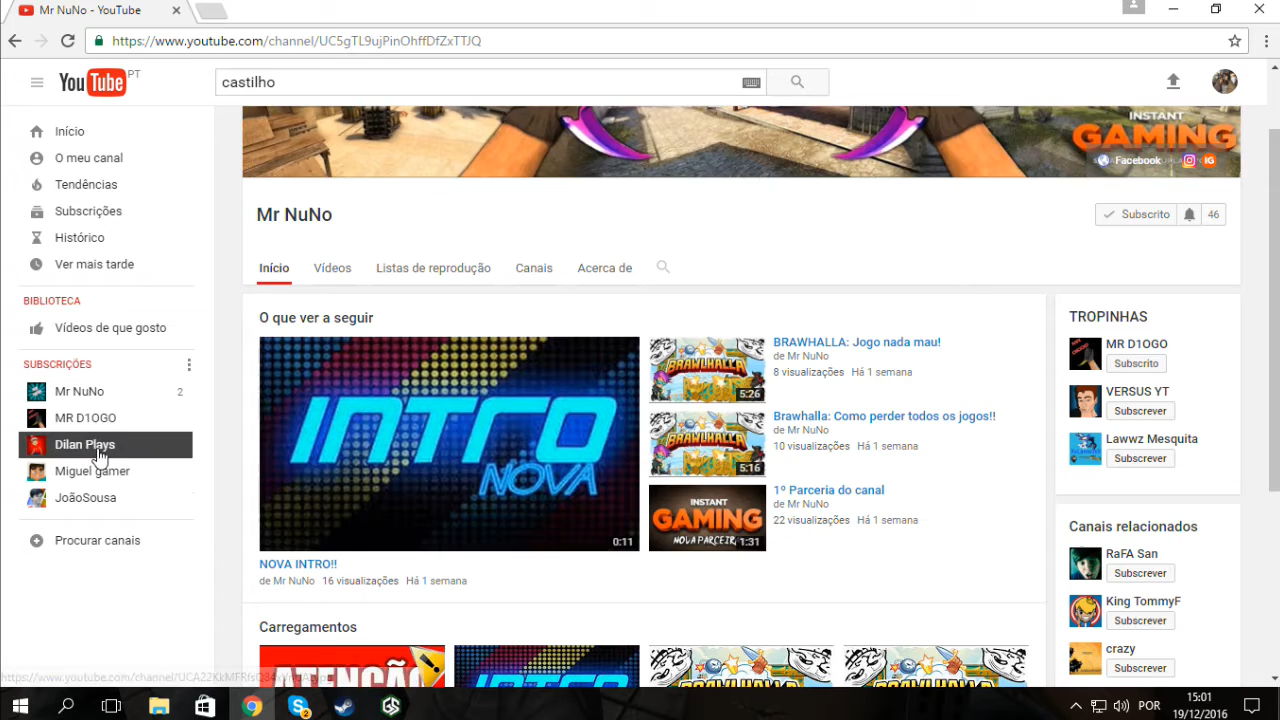 Mr NuNo - YouTube
https://www.youtube.com/channel/UC5gTL9ujPinOhffDfZxTTJQ
YouTube PT
castilho
Início
O meu canal
Tendências
Subscrições
Histórico
Ver mais tarde
BIBLIOTECA
Vídeos de que gosto
SUBSCRIÇÕES
Mr NuNo 2
MR D1OGO
Dilan Plays
Miguel gamer
JoãoSousa
Procurar canais
INSTANT
GAMING
Facebook
IG
Mr NuNo
Subscrito 46
Início Vídeos Listas de reprodução Canais Acerca de
O que ver a seguir
INTRO
NOVA
0:11
NOVA INTRO!!
de Mr NuNo 16 visualizações Há 1 semana
BRAWLHALLA
5:26
BRAWHALLA: Jogo nada mau!
de Mr NuNo
8 visualizações Há 1 semana
BRAWLHALLA
5:16
Brawhalla: Como perder todos os jogos!!
de Mr NuNo
10 visualizações Há 1 semana
INSTANT
GAMING
NOVA PARCEIRA
1:31
1º Parceria do canal
de Mr NuNo
22 visualizações Há 1 semana
Carregamentos
ATENÇÃO
TROPINHAS
MR D1OGO
Subscrito
VERSUS YT
Subscrever
Lawwz Mesquita
Subscrever
Canais relacionados
RaFA San
Subscrever
King TommyF
Subscrever
crazy
Subscrever
2
POR
15:01
19/12/2016